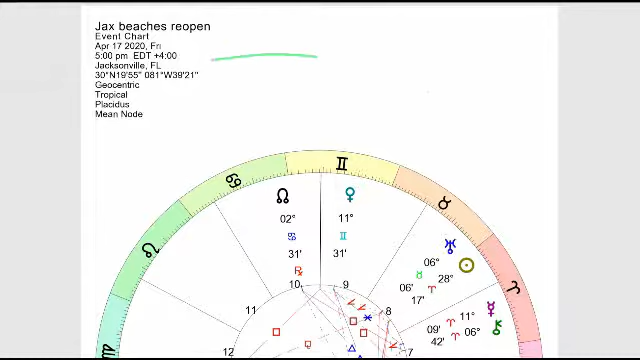 Jax beaches reopen
Event Chart
Apr 17 2020, Fri
5:00 pm EDT +4:00
Jacksonville, FL
30°N19'55" 081°W39'21"
Geocentric
Tropical
Placidus
Mean Node
♊
♋ ♉
☊ ♀
02° 11°
♋ ♊
31' 31'
℞
♌
♅ ☉
06° 28°
♉ ♈
06' 17'
♈
☿ ⚷
11° 06°
♈ ♈
09' 42'
10 9
11 8
12 7